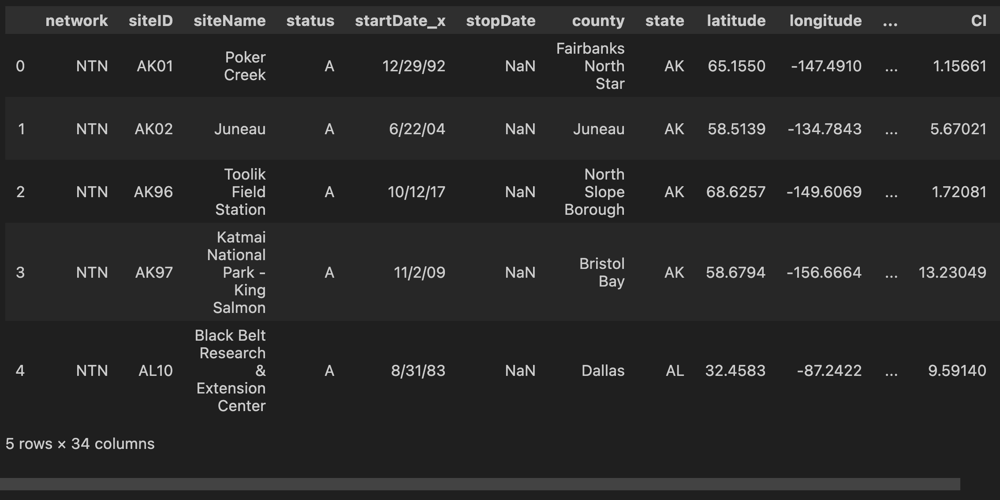 network siteID siteName status startDate_x stopDate county state latitude longitude ... Cl
0 NTN AK01 Poker Creek A 12/29/92 NaN Fairbanks North Star AK 65.1550 -147.4910 ... 1.15661
1 NTN AK02 Juneau A 6/22/04 NaN Juneau AK 58.5139 -134.7843 ... 5.67021
2 NTN AK96 Toolik Field Station A 10/12/17 NaN North Slope Borough AK 68.6257 -149.6069 ... 1.72081
3 NTN AK97 Katmai National Park - King Salmon A 11/2/09 NaN Bristol Bay AK 58.6794 -156.6664 ... 13.23049
4 NTN AL10 Black Belt Research & Extension Center A 8/31/83 NaN Dallas AL 32.4583 -87.2422 ... 9.59140
5 rows × 34 columns